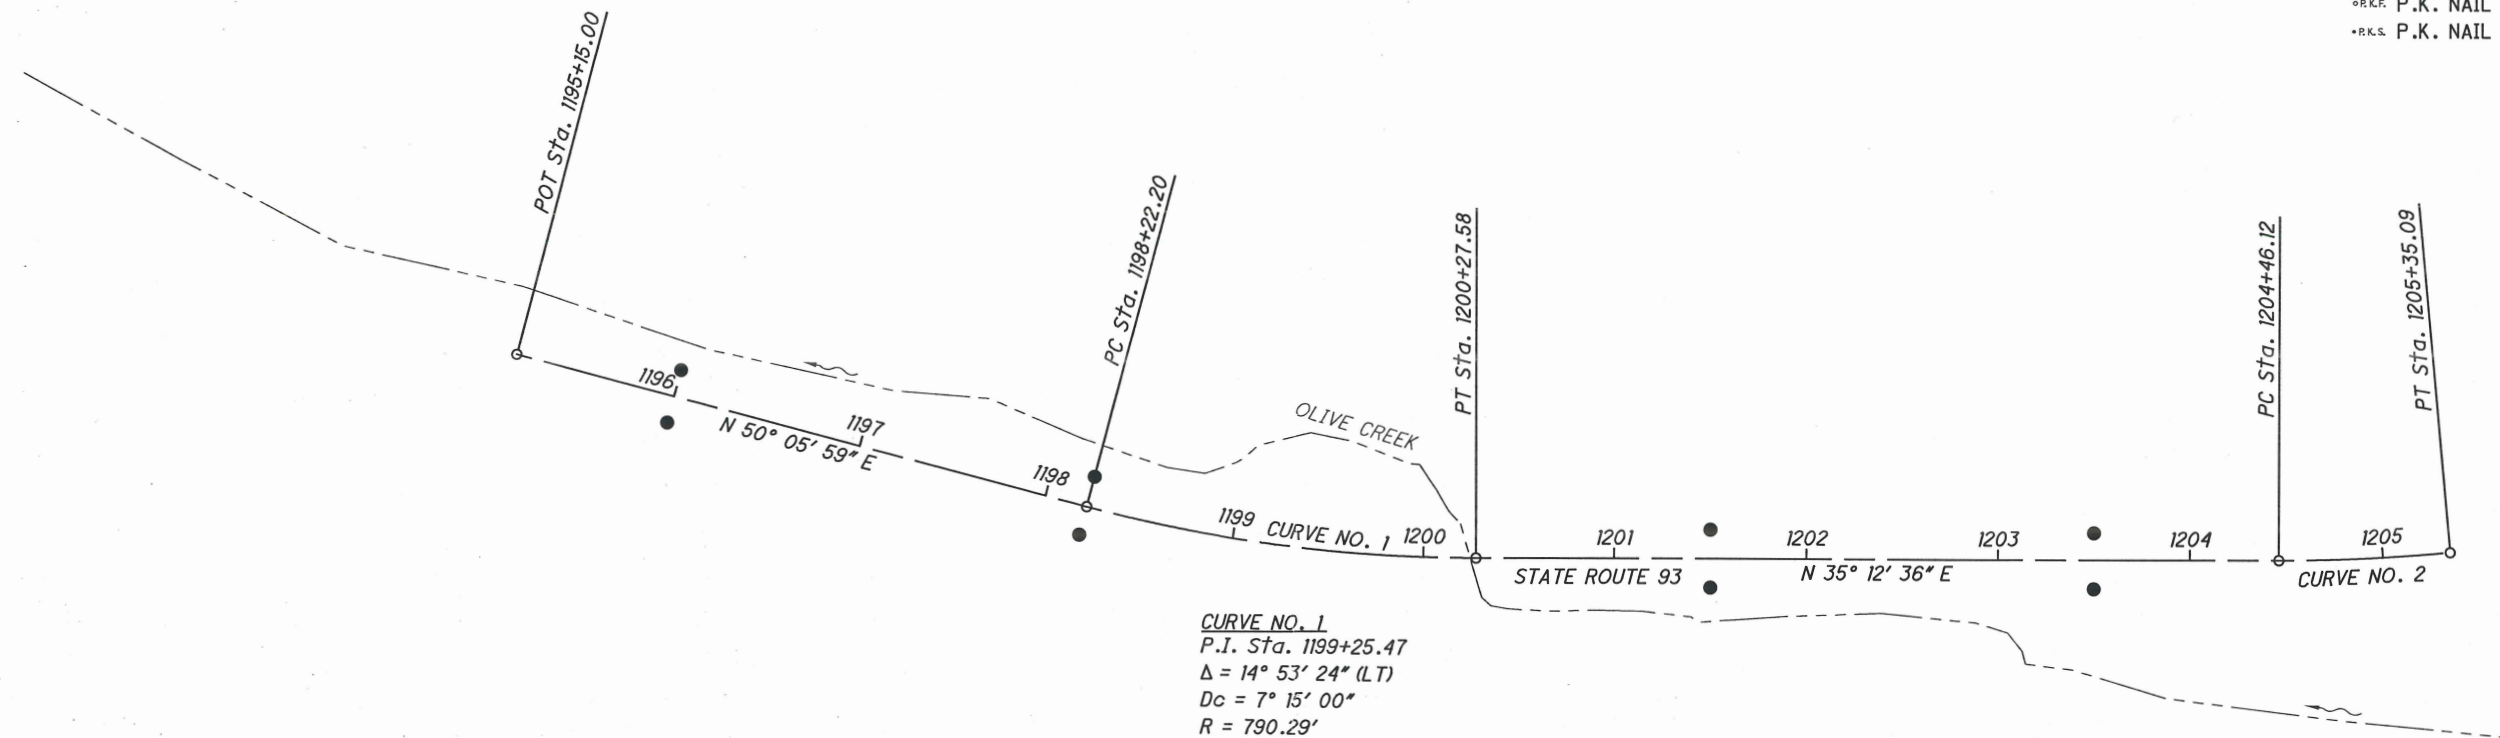 ◦P.K.F. P.K. NAIL
•P.K.S. P.K. NAIL
POT Sta. 1195+15.00
PC Sta. 1198+22.20
PT Sta. 1200+27.58
PC Sta. 1204+46.12
PT Sta. 1205+35.09
OLIVE CREEK
1196
1197
1198
1199
1200
1201
1202
1203
1204
1205
N 50° 05′ 59″ E
CURVE NO. 1
STATE ROUTE 93
N 35° 12′ 36″ E
CURVE NO. 2
CURVE NO. 1
P.I. Sta. 1199+25.47
Δ = 14° 53′ 24″ (LT)
Dc = 7° 15′ 00″
R = 790.29′